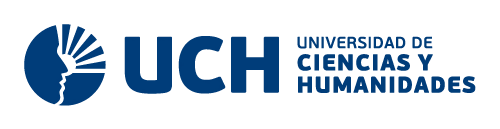 UCH
UNIVERSIDAD DE
CIENCIAS Y
HUMANIDADES